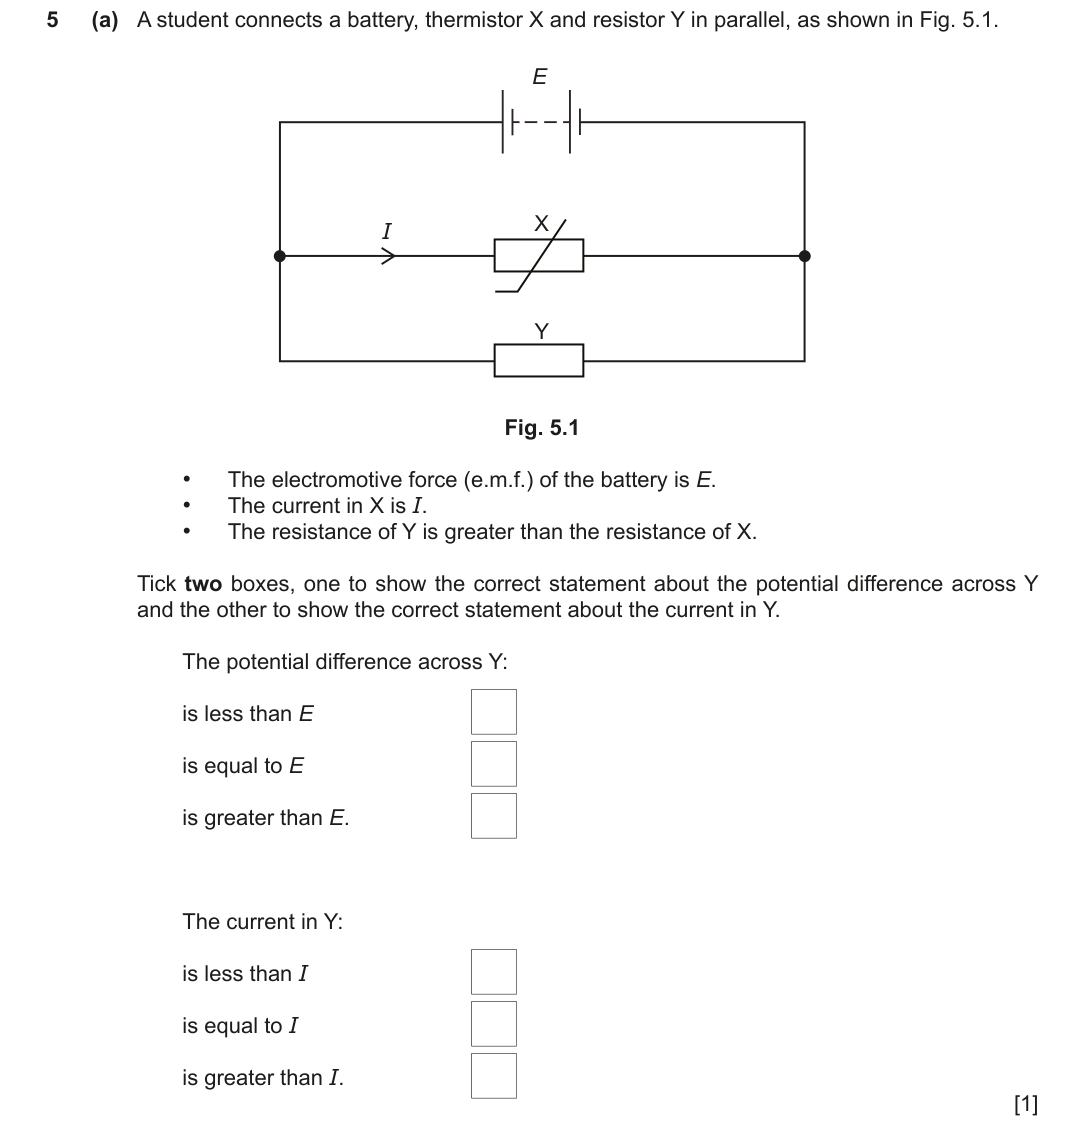 5 (a) A student connects a battery, thermistor X and resistor Y in parallel, as shown in Fig. 5.1.
E
I
X
Y
Fig. 5.1
• The electromotive force (e.m.f.) of the battery is E.
• The current in X is I.
• The resistance of Y is greater than the resistance of X.
Tick two boxes, one to show the correct statement about the potential difference across Y
and the other to show the correct statement about the current in Y.
The potential difference across Y:
is less than E
is equal to E
is greater than E.
The current in Y:
is less than I
is equal to I
is greater than I.
[1]